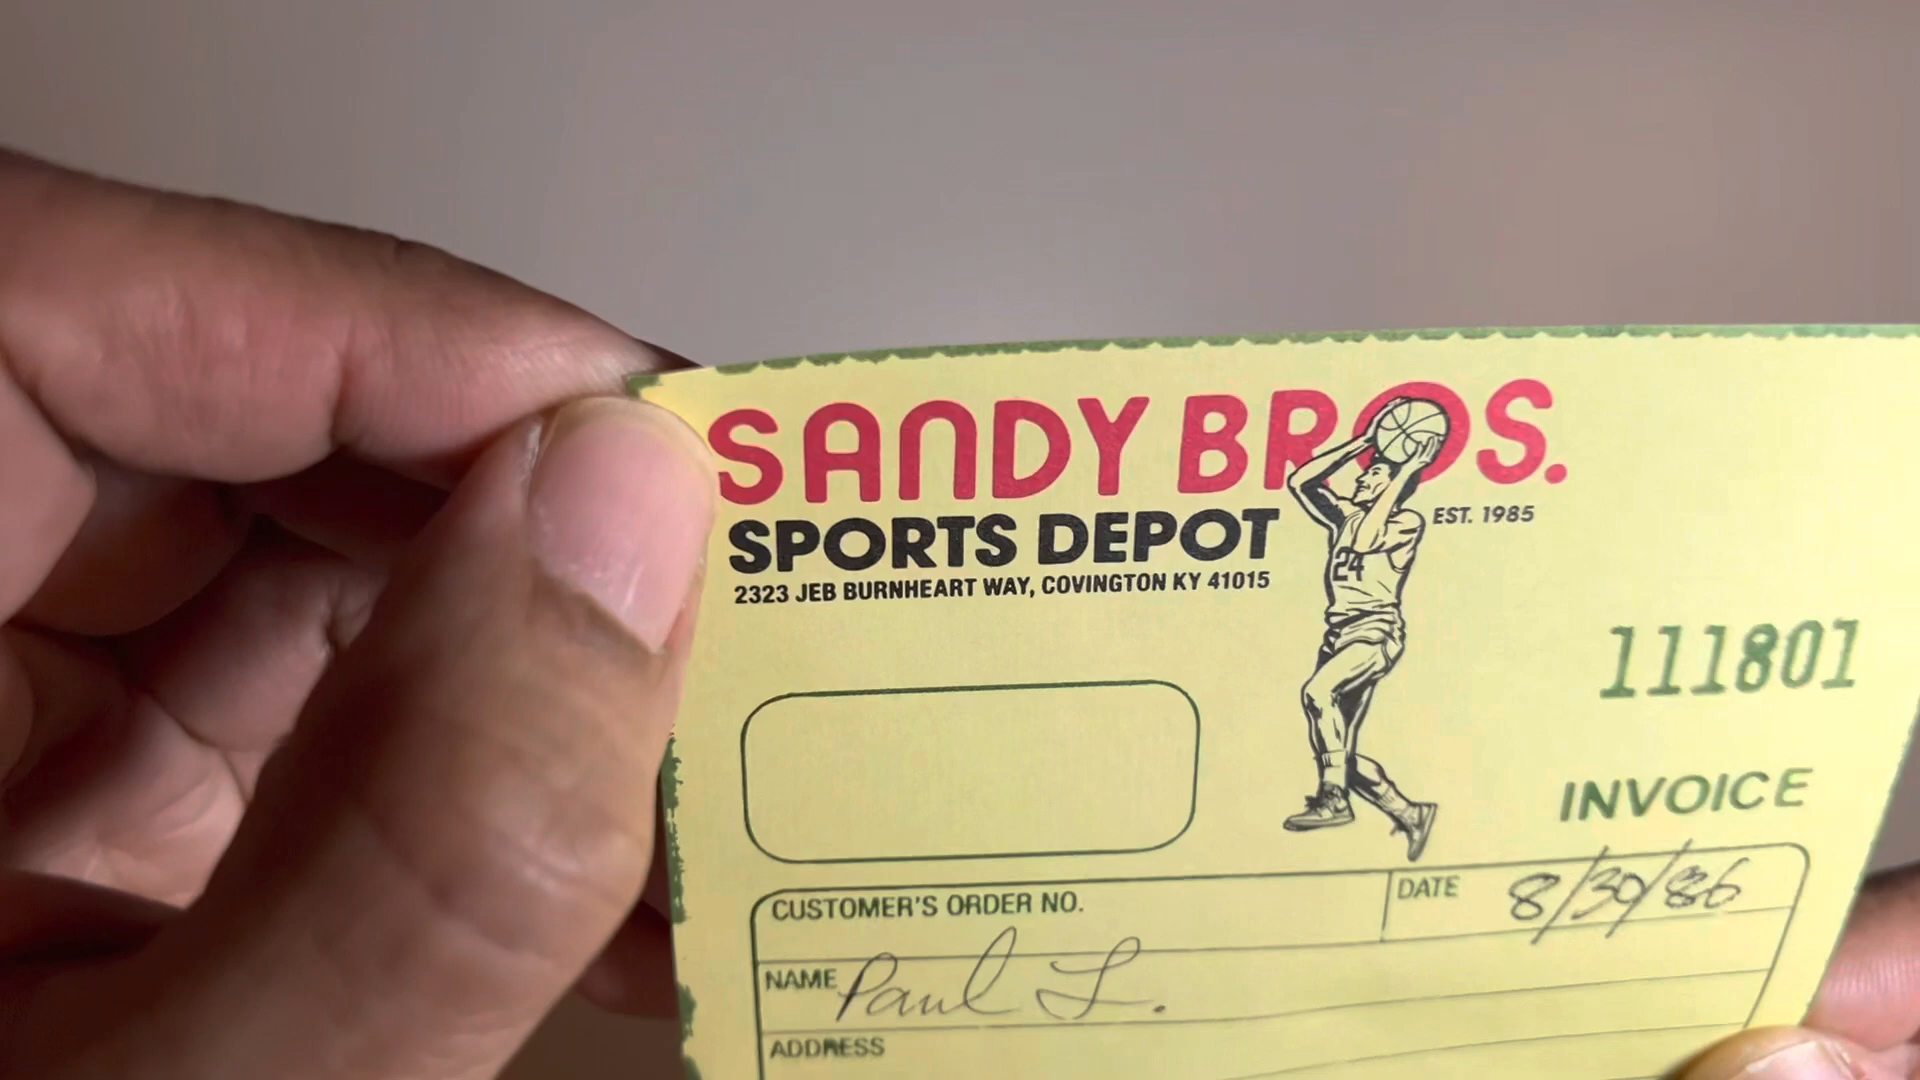 SANDY BROS.
SPORTS DEPOT
EST. 1985
2323 JEB BURNHEART WAY, COVINGTON KY 41015
24
111801
INVOICE
CUSTOMER'S ORDER NO.
DATE 8/30/86
NAME Paul L.
ADDRESS